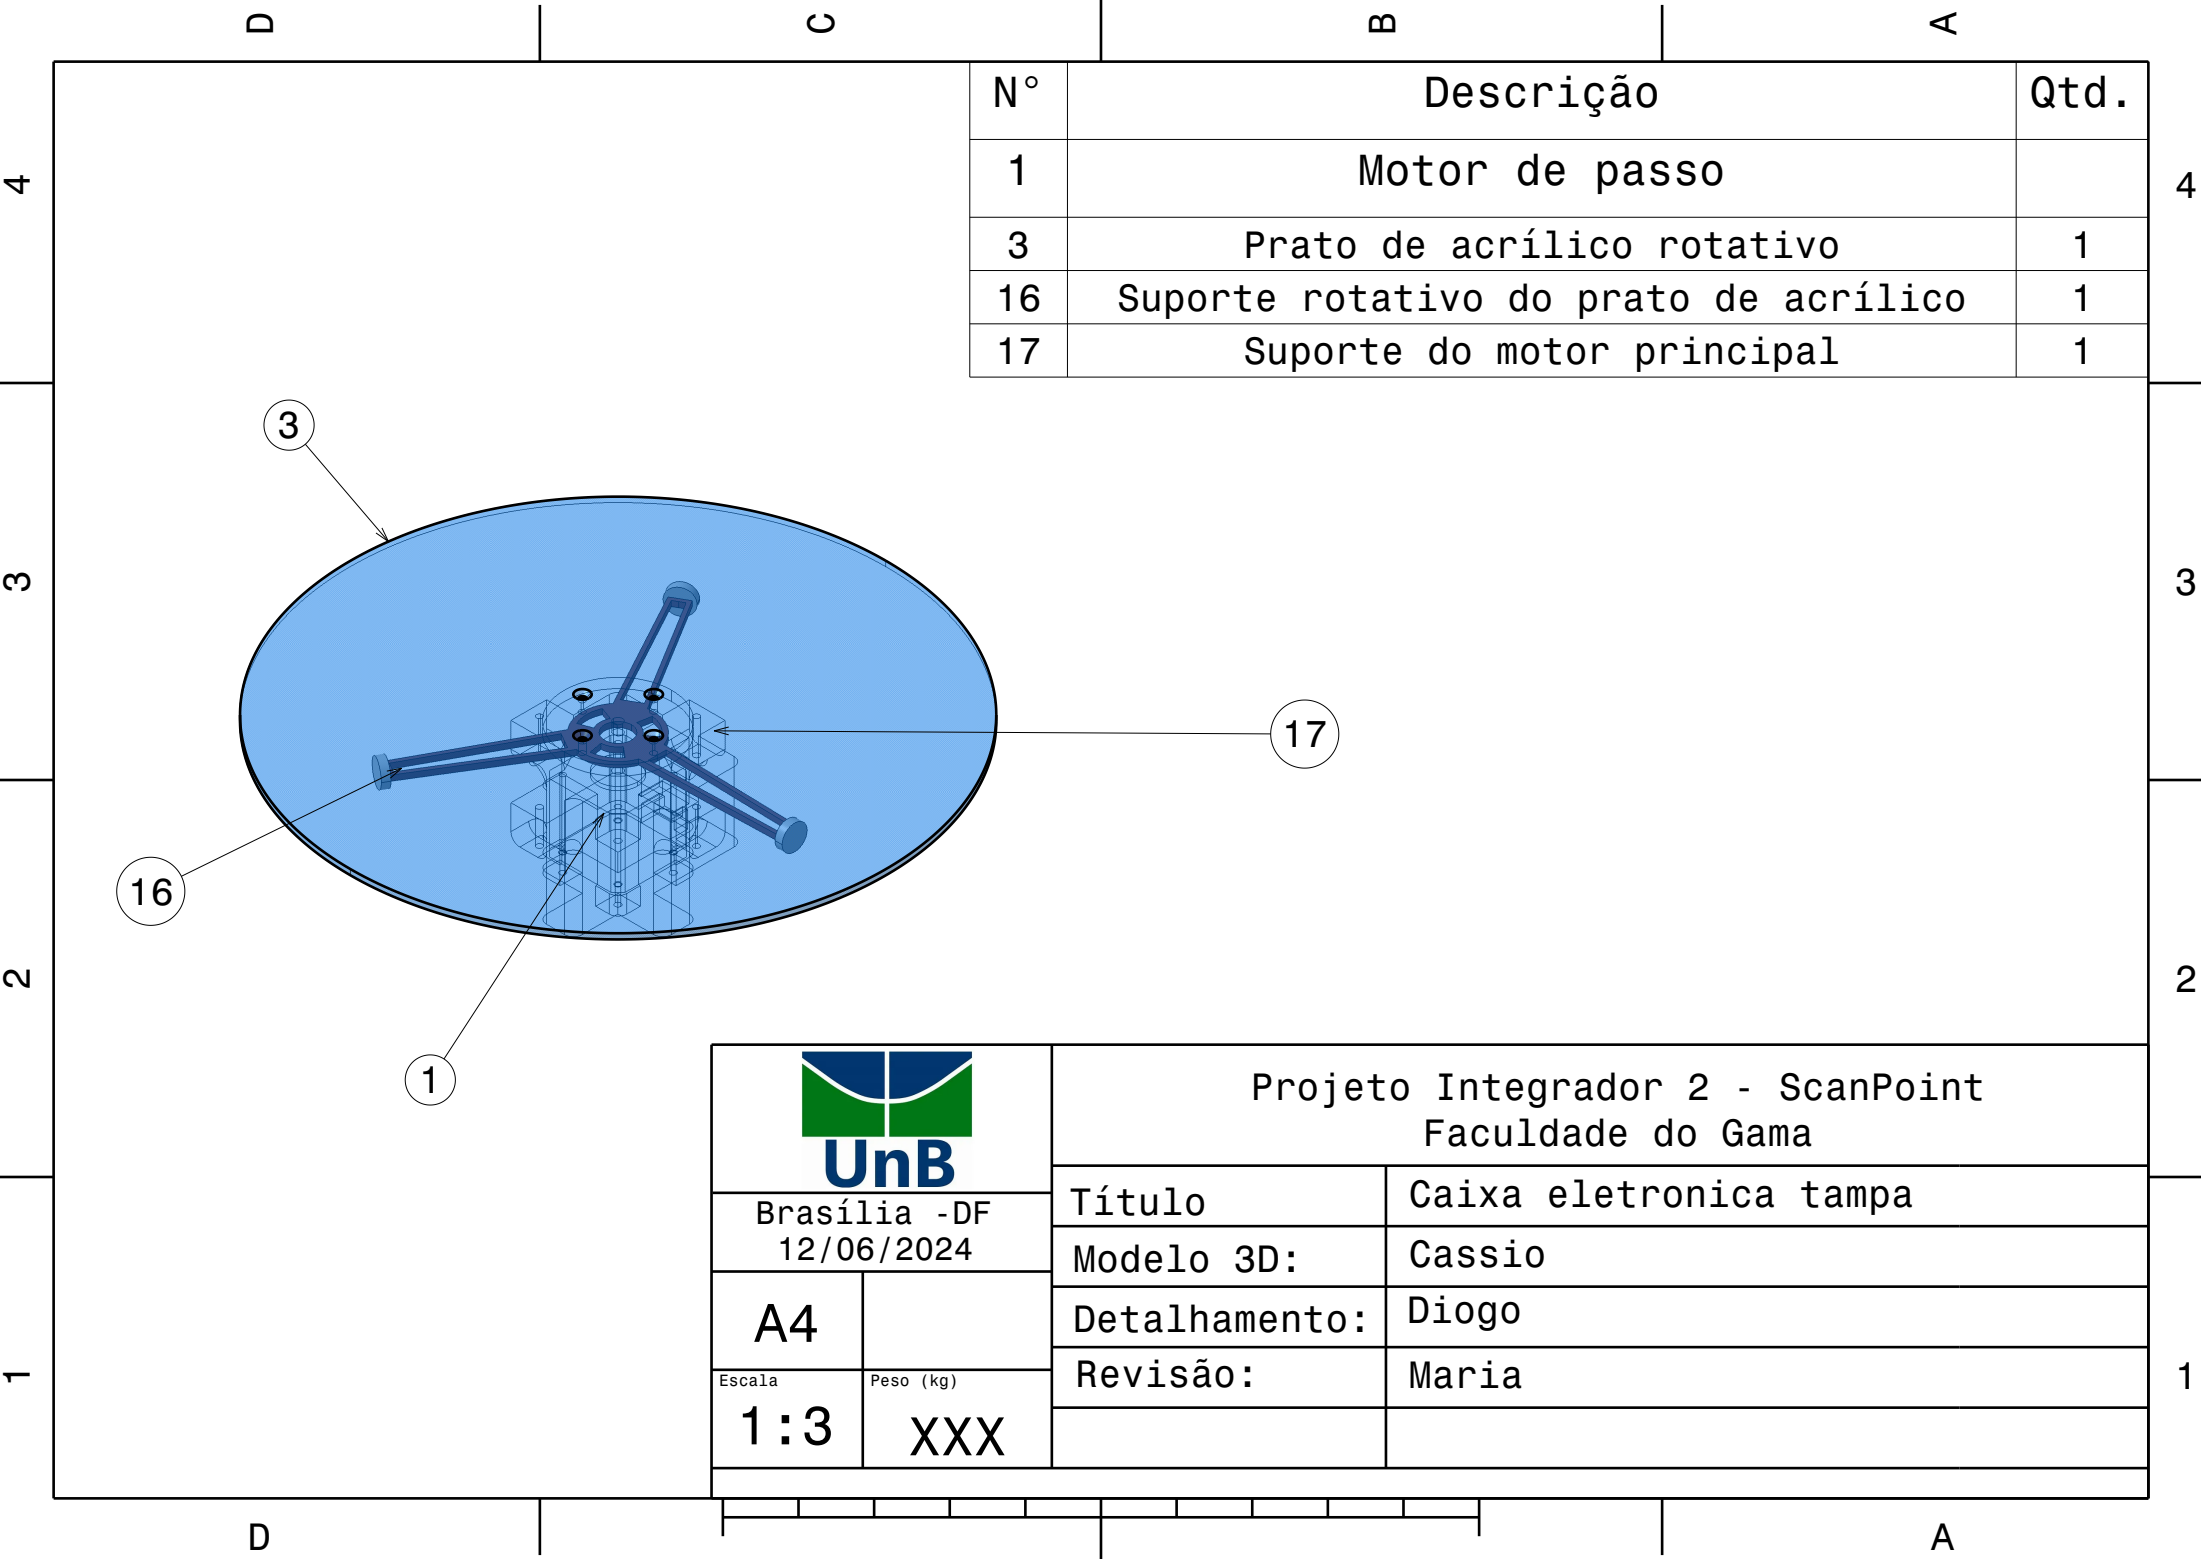 D C B A
N° Descrição Qtd.
1 Motor de passo
3 Prato de acrílico rotativo 1
16 Suporte rotativo do prato de acrílico 1
17 Suporte do motor principal 1
4 4
3
3 3
17
16
2 2
1
UnB
Projeto Integrador 2 - ScanPoint
Faculdade do Gama
Brasília -DF
12/06/2024
Título Caixa eletronica tampa
Modelo 3D: Cassio
A4
Detalhamento: Diogo
Escala Peso (kg)
1:3 XXX
Revisão: Maria
1 1
D A